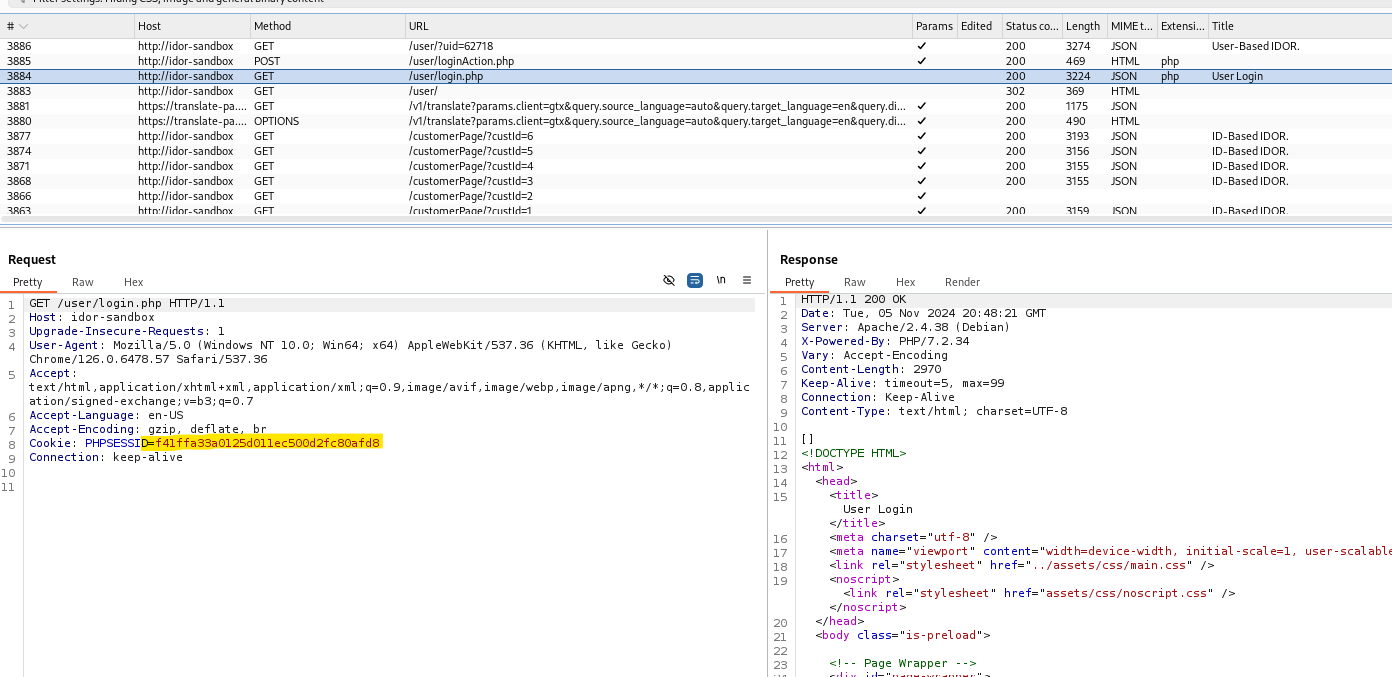 Filter settings: Hiding CSS, image and general binary content
# Host Method URL Params Edited Status co... Length MIME t... Extensi... Title
3886 http://idor-sandbox GET /user/?uid=62718 ✓ 200 3274 JSON User-Based IDOR.
3885 http://idor-sandbox POST /user/loginAction.php ✓ 200 469 HTML php
3884 http://idor-sandbox GET /user/login.php 200 3224 JSON php User Login
3883 http://idor-sandbox GET /user/ 302 369 HTML
3881 https://translate-pa.... GET /v1/translate?params.client=gtx&query.source_language=auto&query.target_language=en&query.di... ✓ 200 1175 JSON
3880 https://translate-pa.... OPTIONS /v1/translate?params.client=gtx&query.source_language=auto&query.target_language=en&query.di... ✓ 200 490 HTML
3877 http://idor-sandbox GET /customerPage/?custId=6 ✓ 200 3193 JSON ID-Based IDOR.
3874 http://idor-sandbox GET /customerPage/?custId=5 ✓ 200 3156 JSON ID-Based IDOR.
3871 http://idor-sandbox GET /customerPage/?custId=4 ✓ 200 3155 JSON ID-Based IDOR.
3868 http://idor-sandbox GET /customerPage/?custId=3 ✓ 200 3155 JSON ID-Based IDOR.
3866 http://idor-sandbox GET /customerPage/?custId=2 ✓
3863 http://idor-sandbox GET /customerPage/?custId=1 ✓ 200 3159 JSON ID-Based IDOR.
Request
Pretty Raw Hex \n
1 GET /user/login.php HTTP/1.1
2 Host: idor-sandbox
3 Upgrade-Insecure-Requests: 1
4 User-Agent: Mozilla/5.0 (Windows NT 10.0; Win64; x64) AppleWebKit/537.36 (KHTML, like Gecko)
Chrome/126.0.6478.57 Safari/537.36
5 Accept:
text/html,application/xhtml+xml,application/xml;q=0.9,image/avif,image/webp,image/apng,*/*;q=0.8,applic
ation/signed-exchange;v=b3;q=0.7
6 Accept-Language: en-US
7 Accept-Encoding: gzip, deflate, br
8 Cookie: PHPSESSID=f41ffa33a0125d011ec500d2fc80afd8
9 Connection: keep-alive
10
11
Response
Pretty Raw Hex Render
1 HTTP/1.1 200 OK
2 Date: Tue, 05 Nov 2024 20:48:21 GMT
3 Server: Apache/2.4.38 (Debian)
4 X-Powered-By: PHP/7.2.34
5 Vary: Accept-Encoding
6 Content-Length: 2970
7 Keep-Alive: timeout=5, max=99
8 Connection: Keep-Alive
9 Content-Type: text/html; charset=UTF-8
10
11 []
12 <!DOCTYPE HTML>
13 <html>
14 <head>
15 <title>
User Login
</title>
16 <meta charset="utf-8" />
17 <meta name="viewport" content="width=device-width, initial-scale=1, user-scalable
18 <link rel="stylesheet" href="../assets/css/main.css" />
19 <noscript>
<link rel="stylesheet" href="assets/css/noscript.css" />
</noscript>
20 </head>
21 <body class="is-preload">
22
23 <!-- Page Wrapper -->
24 <div id="page-wrapper">